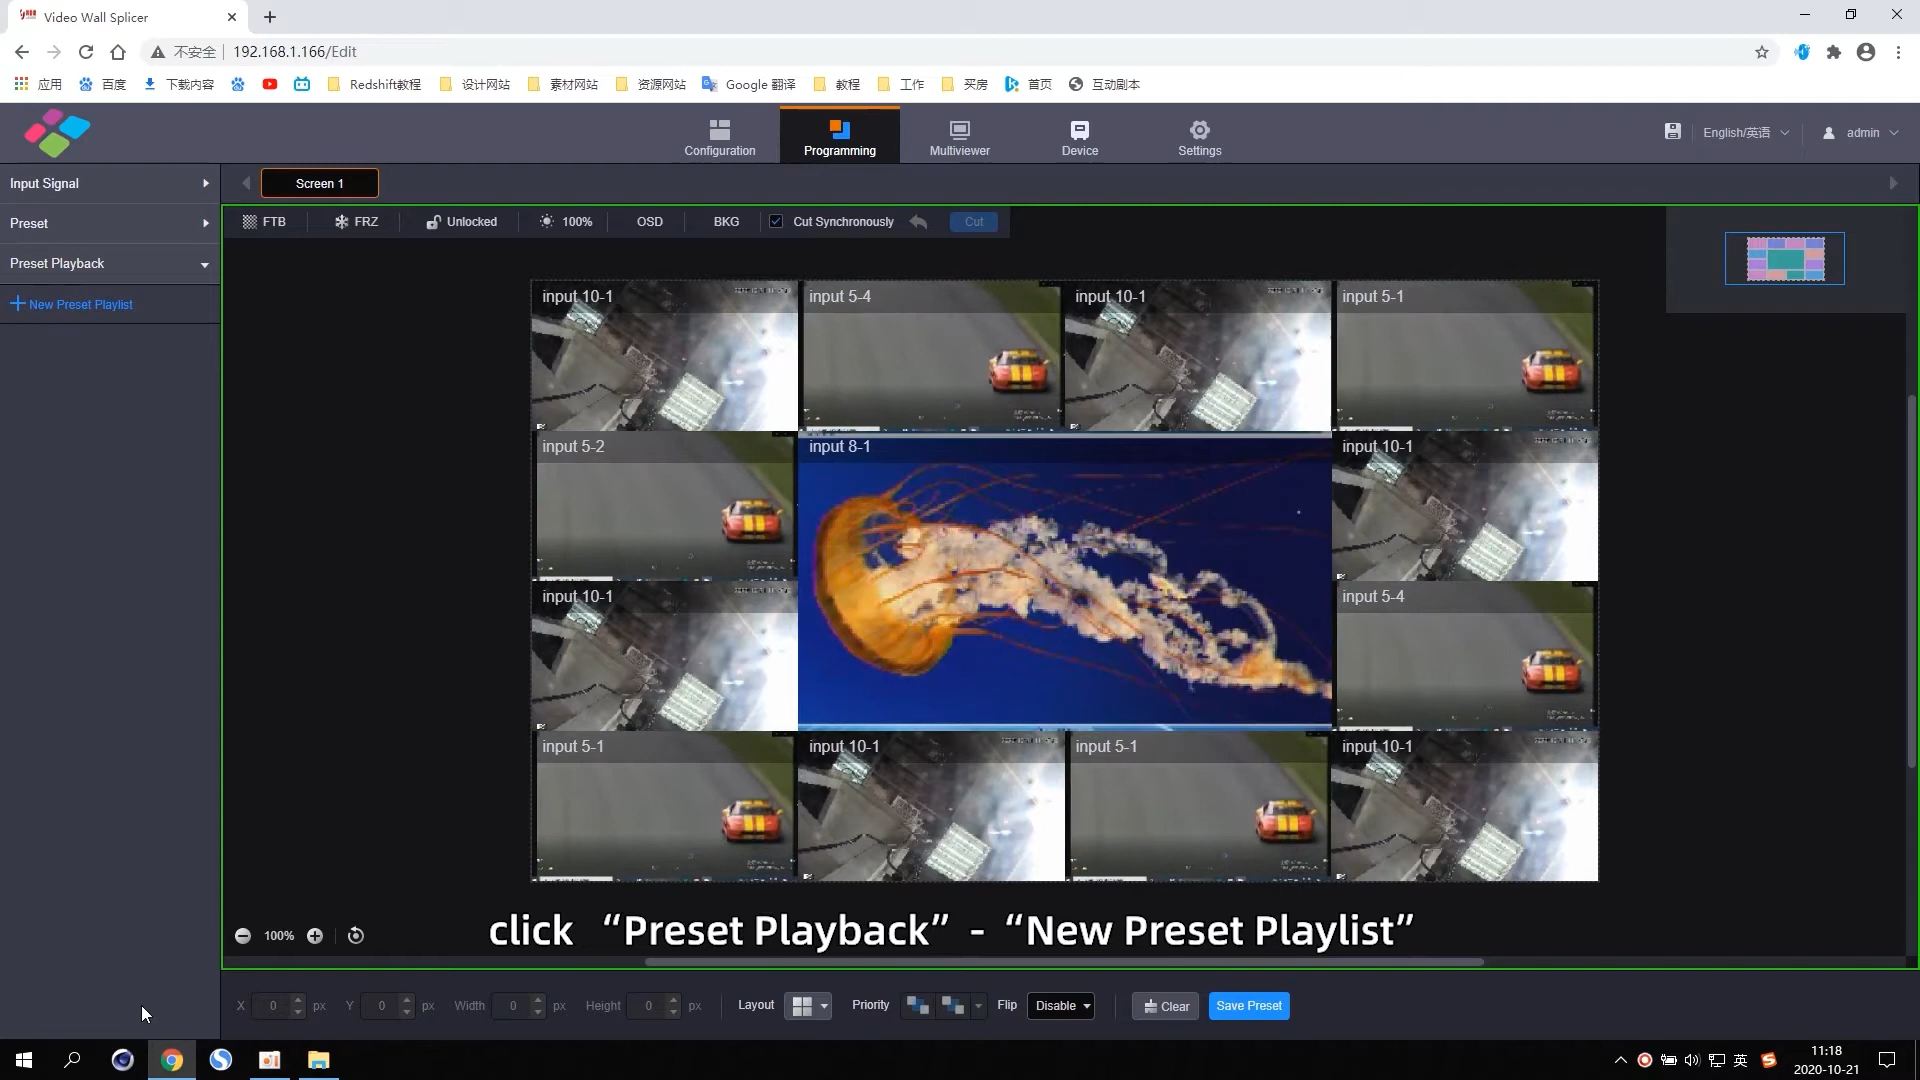 Video Wall Splicer
不安全 192.168.1.166/Edit
应用 百度 下载内容 Redshift教程 设计网站 素材网站 资源网站 Google 翻译 教程 工作 买房 首页 互动剧本
Configuration Programming Multiviewer Device Settings
English/英语 admin
Input Signal
Screen 1
Preset
FTB FRZ Unlocked 100% OSD BKG Cut Synchronously Cut
Preset Playback
New Preset Playlist
input 10-1 input 5-4 input 10-1 input 5-1
input 5-2 input 8-1 input 10-1
input 10-1 input 5-4
input 5-1 input 10-1 input 5-1 input 10-1
100%
click “Preset Playback” - “New Preset Playlist”
X 0 px Y 0 px Width 0 px Height 0 px Layout Priority Flip Disable Clear Save Preset
英
11:18
2020-10-21